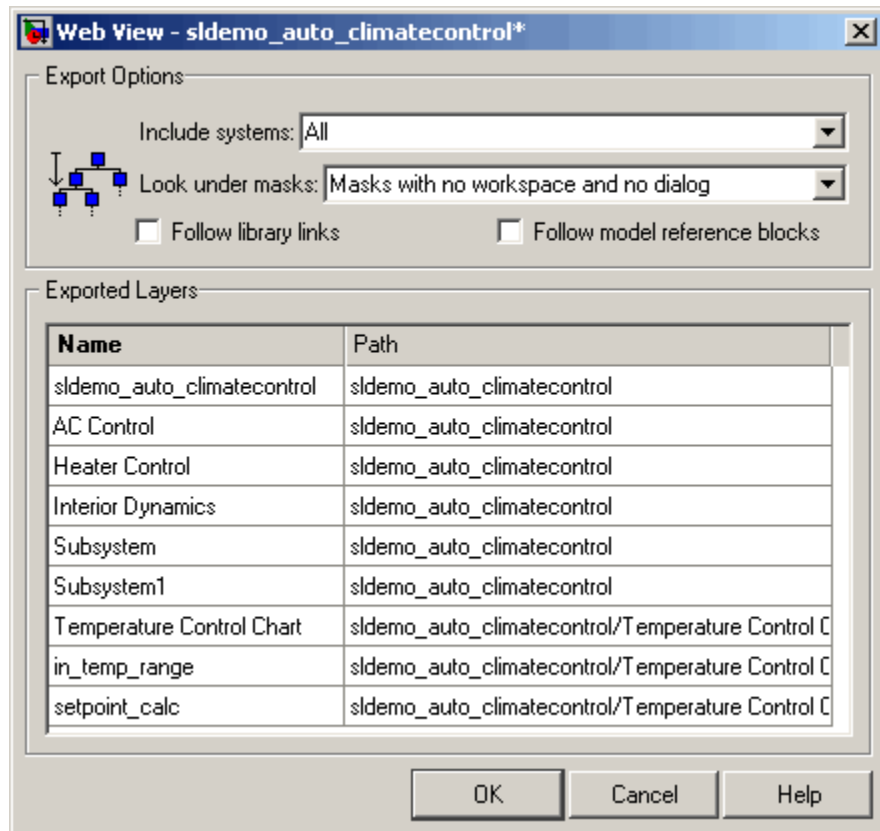 Web View - sldemo_auto_climatecontrol*
Export Options
Include systems: All
Look under masks: Masks with no workspace and no dialog
Follow library links Follow model reference blocks
Exported Layers
Name Path
sldemo_auto_climatecontrol sldemo_auto_climatecontrol
AC Control sldemo_auto_climatecontrol
Heater Control sldemo_auto_climatecontrol
Interior Dynamics sldemo_auto_climatecontrol
Subsystem sldemo_auto_climatecontrol
Subsystem1 sldemo_auto_climatecontrol
Temperature Control Chart sldemo_auto_climatecontrol/Temperature Control C
in_temp_range sldemo_auto_climatecontrol/Temperature Control C
setpoint_calc sldemo_auto_climatecontrol/Temperature Control C
OK Cancel Help